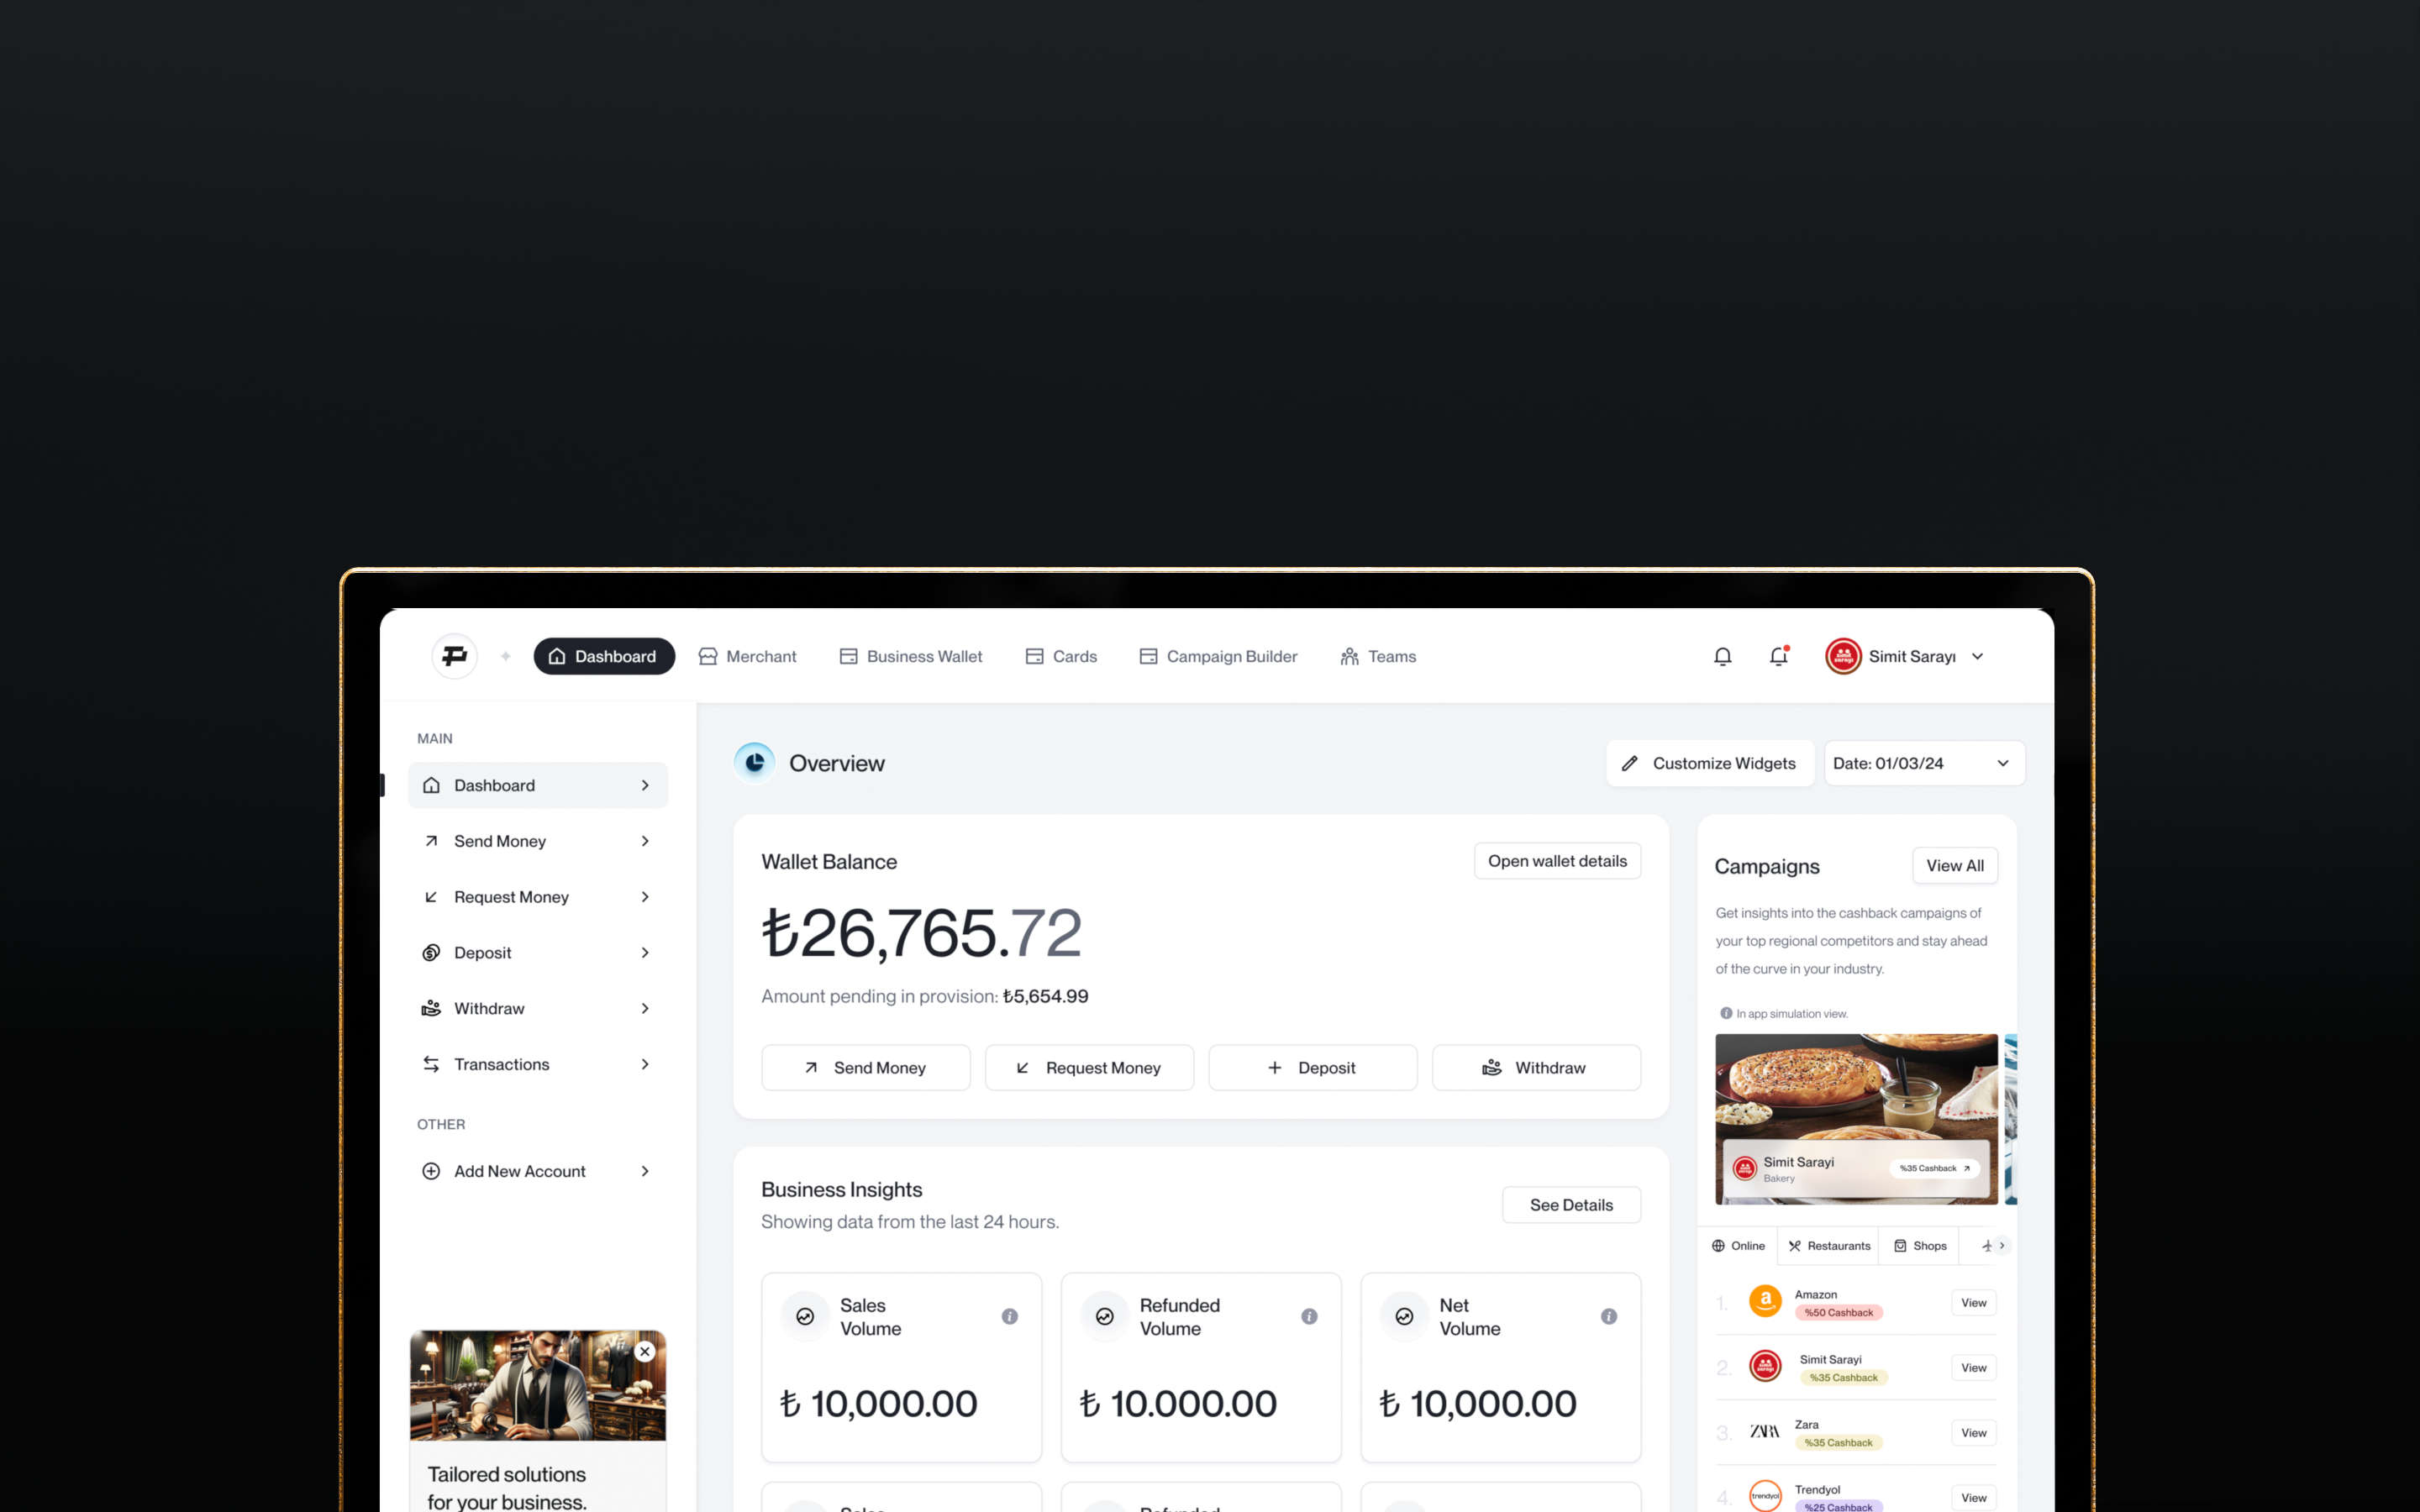 Dashboard
Merchant
Business Wallet
Cards
Campaign Builder
Teams
simit
sarayı
Simit Sarayı
MAIN
Dashboard
Send Money
Request Money
Deposit
Withdraw
Transactions
OTHER
Add New Account
Tailored solutions
for your business.
Overview
Customize Widgets
Date: 01/03/24
Wallet Balance
Open wallet details
₺26,765.72
Amount pending in provision: ₺5,654.99
Send Money
Request Money
Deposit
Withdraw
Business Insights
Showing data from the last 24 hours.
See Details
Sales
Volume
₺ 10,000.00
Refunded
Volume
₺ 10.000.00
Net
Volume
₺ 10,000.00
Campaigns
View All
Get insights into the cashback campaigns of
your top regional competitors and stay ahead
of the curve in your industry.
In app simulation view.
Simit Sarayi
Bakery
%35 Cashback
Online
Restaurants
Shops
1.
Amazon
%50 Cashback
View
2.
Simit Sarayi
%35 Cashback
View
3.
ZARA
Zara
%35 Cashback
View
4.
trendyol
Trendyol
%25 Cashback
View